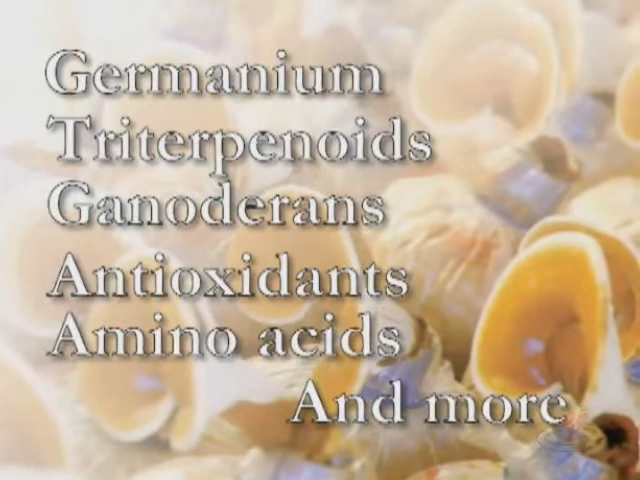 Germanium
Triterpenoids
Ganoderans
Antioxidants
Amino acids
And more